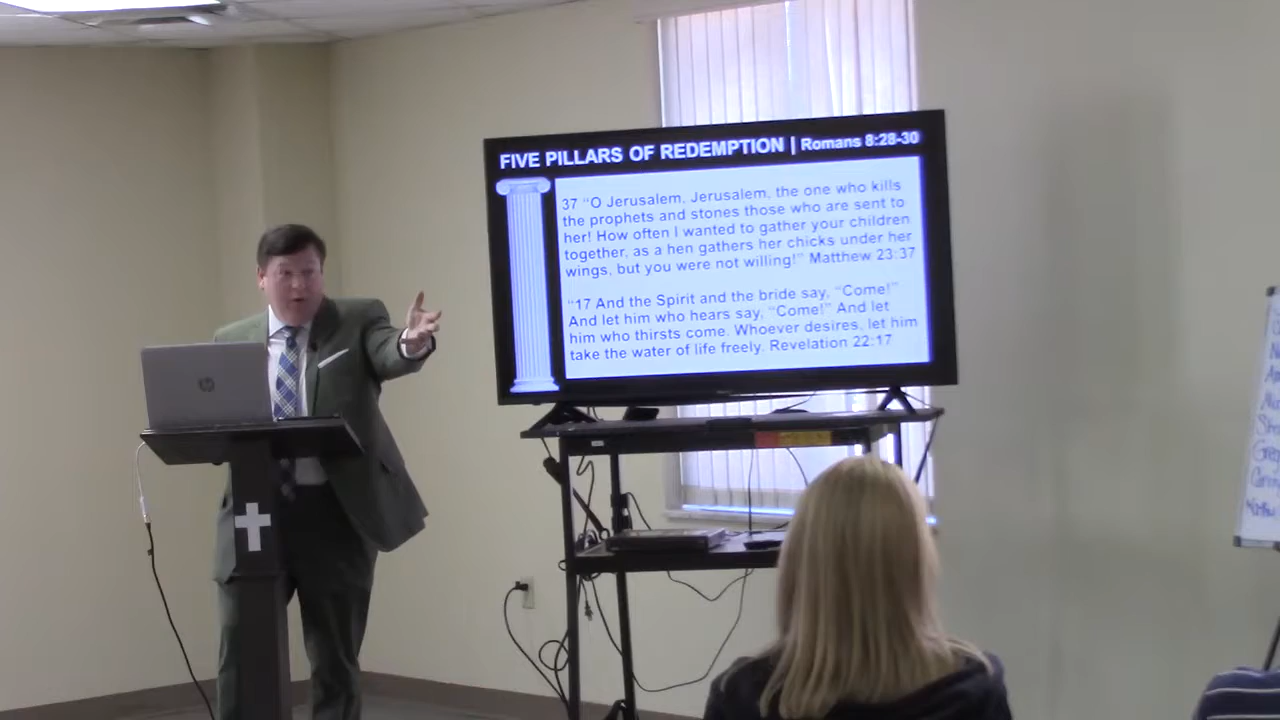 FIVE PILLARS OF REDEMPTION | Romans 8:28-30
37 “O Jerusalem, Jerusalem, the one who kills
the prophets and stones those who are sent to
her! How often I wanted to gather your children
together, as a hen gathers her chicks under her
wings, but you were not willing!” Matthew 23:37
“17 And the Spirit and the bride say, “Come!”
And let him who hears say, “Come!” And let
him who thirsts come. Whoever desires, let him
take the water of life freely. Revelation 22:17
hp